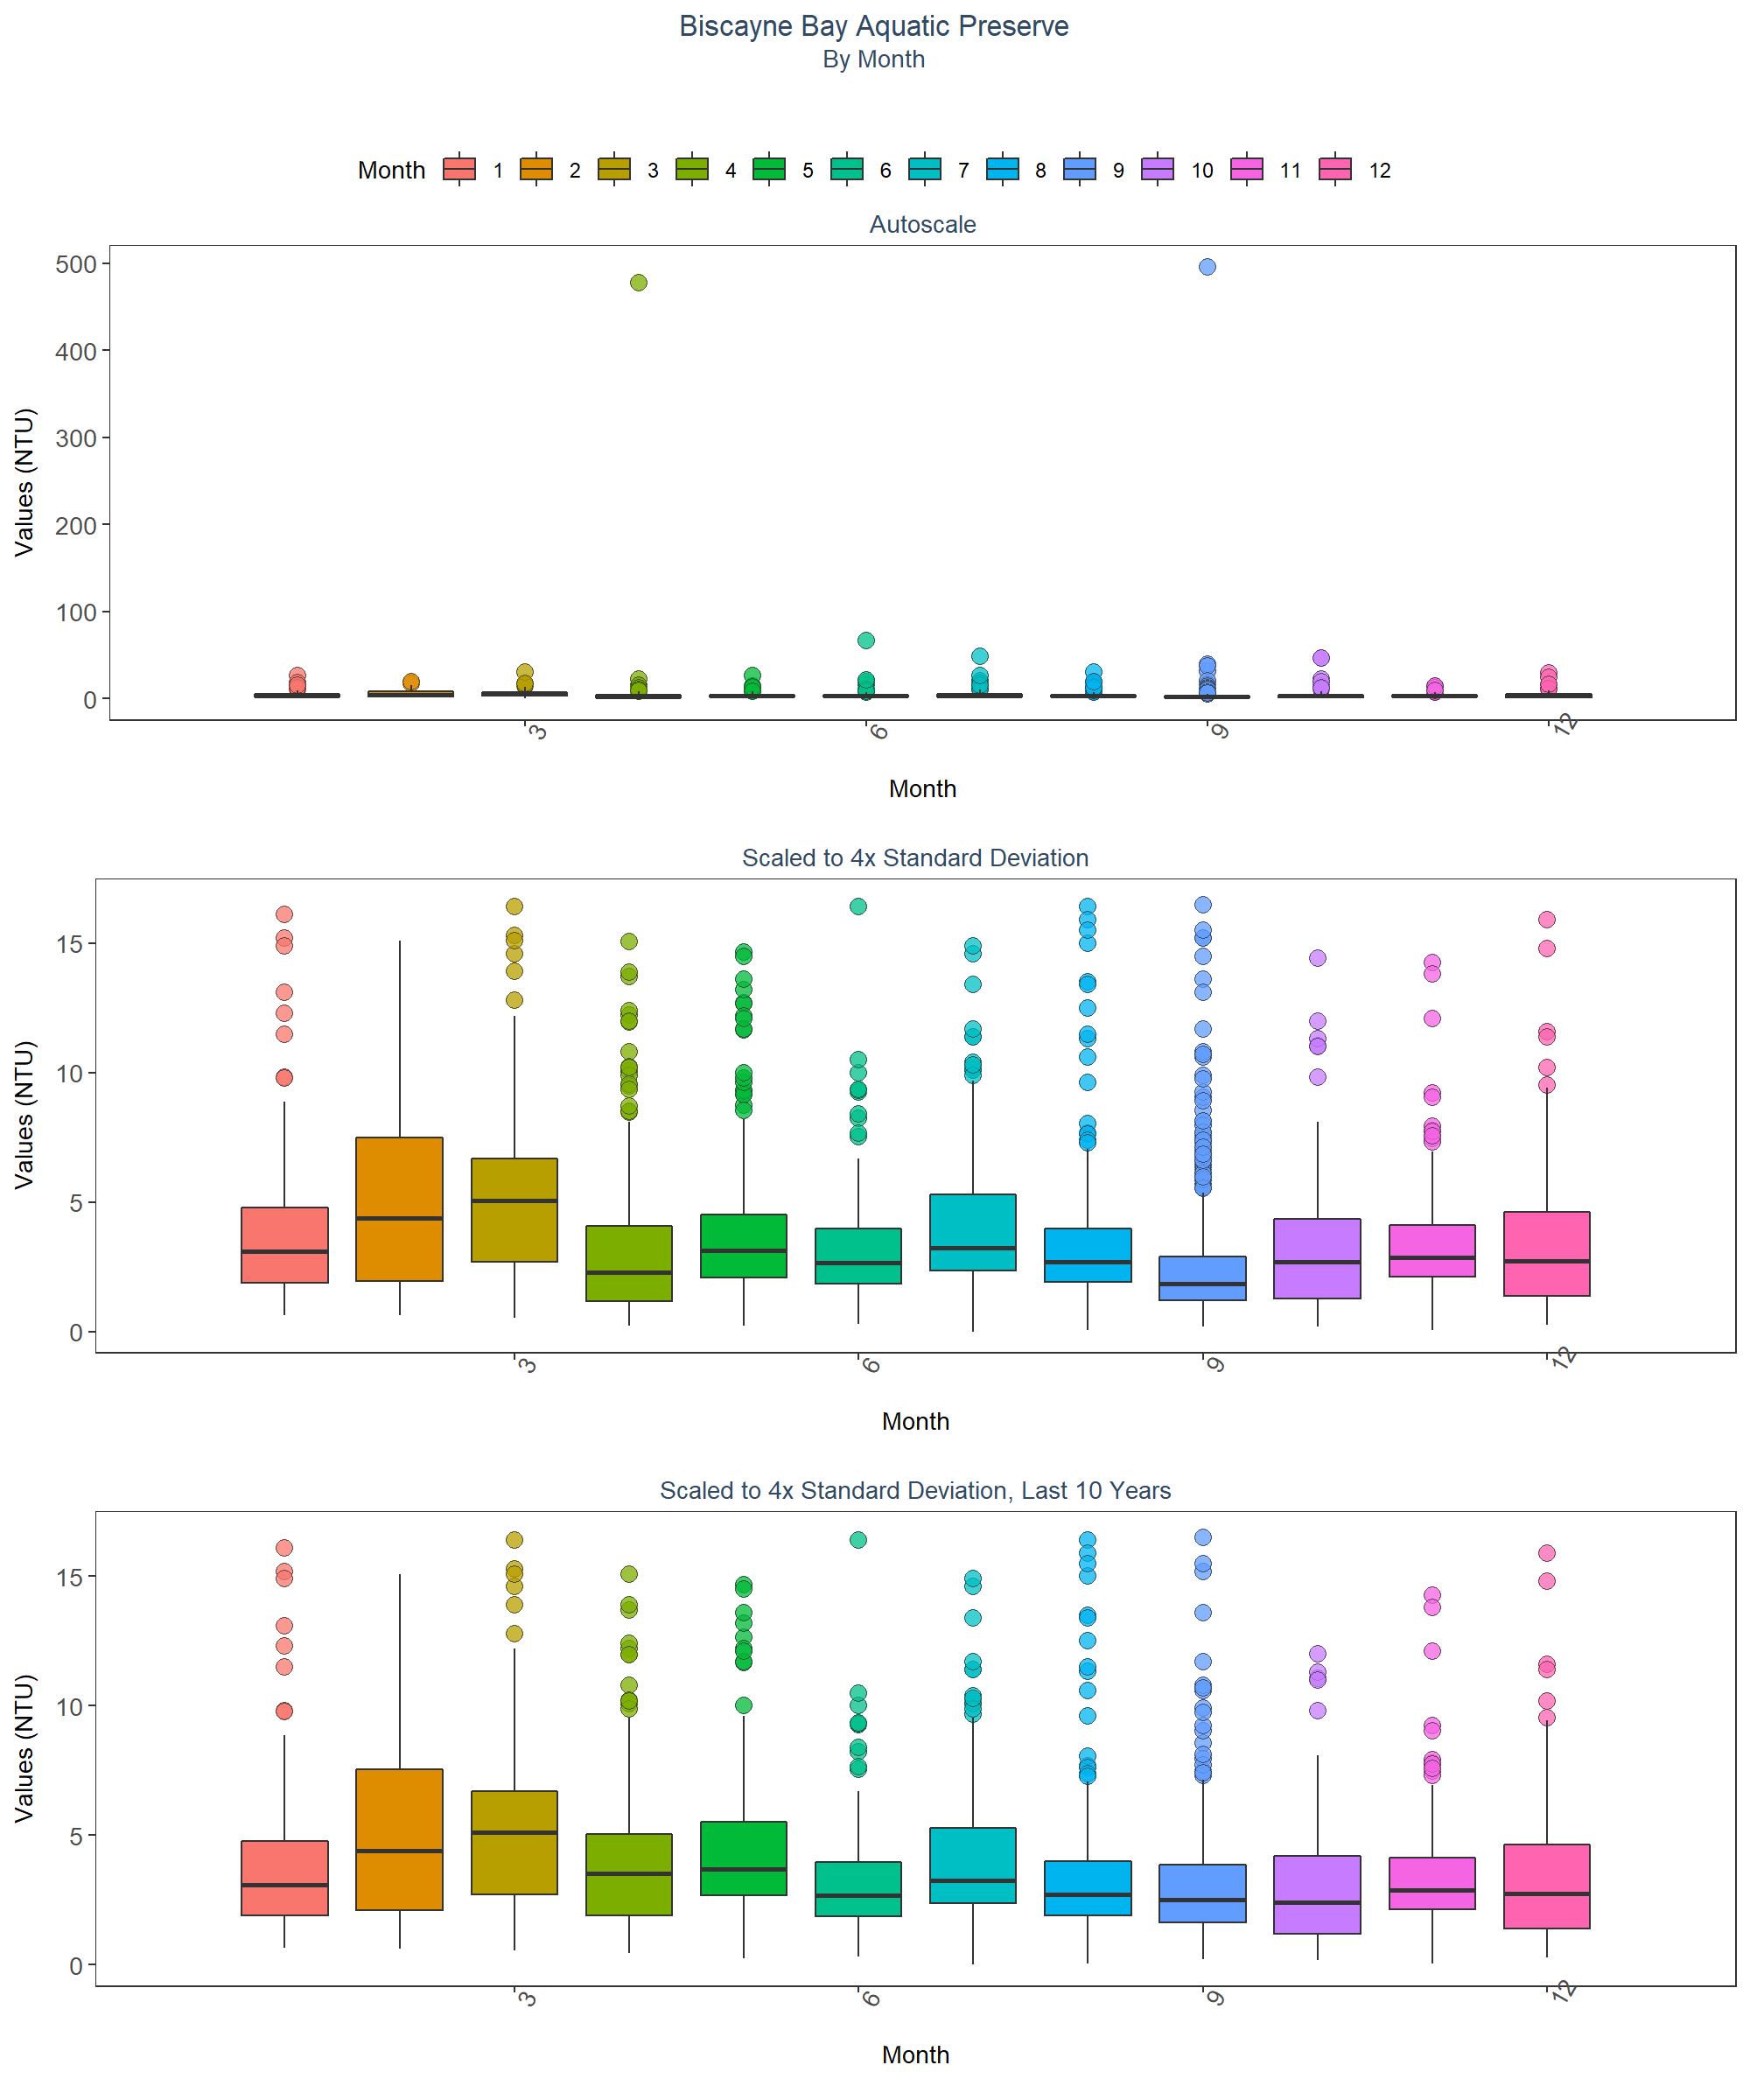 Biscayne Bay Aquatic Preserve
By Month
Month 1 2 3 4 5 6 7 8 9 10 11 12
Autoscale
Values (NTU)
500
400
300
200
100
0
3 6 9 12
Month
Scaled to 4x Standard Deviation
Values (NTU)
15
10
5
0
3 6 9 12
Month
Scaled to 4x Standard Deviation, Last 10 Years
Values (NTU)
15
10
5
0
3 6 9 12
Month